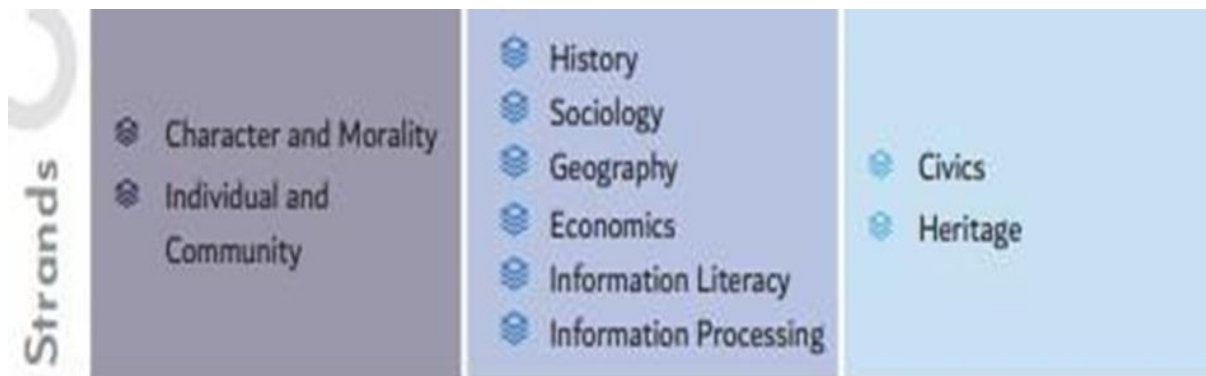 Strands
Character and Morality
Individual and
Community
History
Sociology
Geography
Economics
Information Literacy
Information Processing
Civics
Heritage